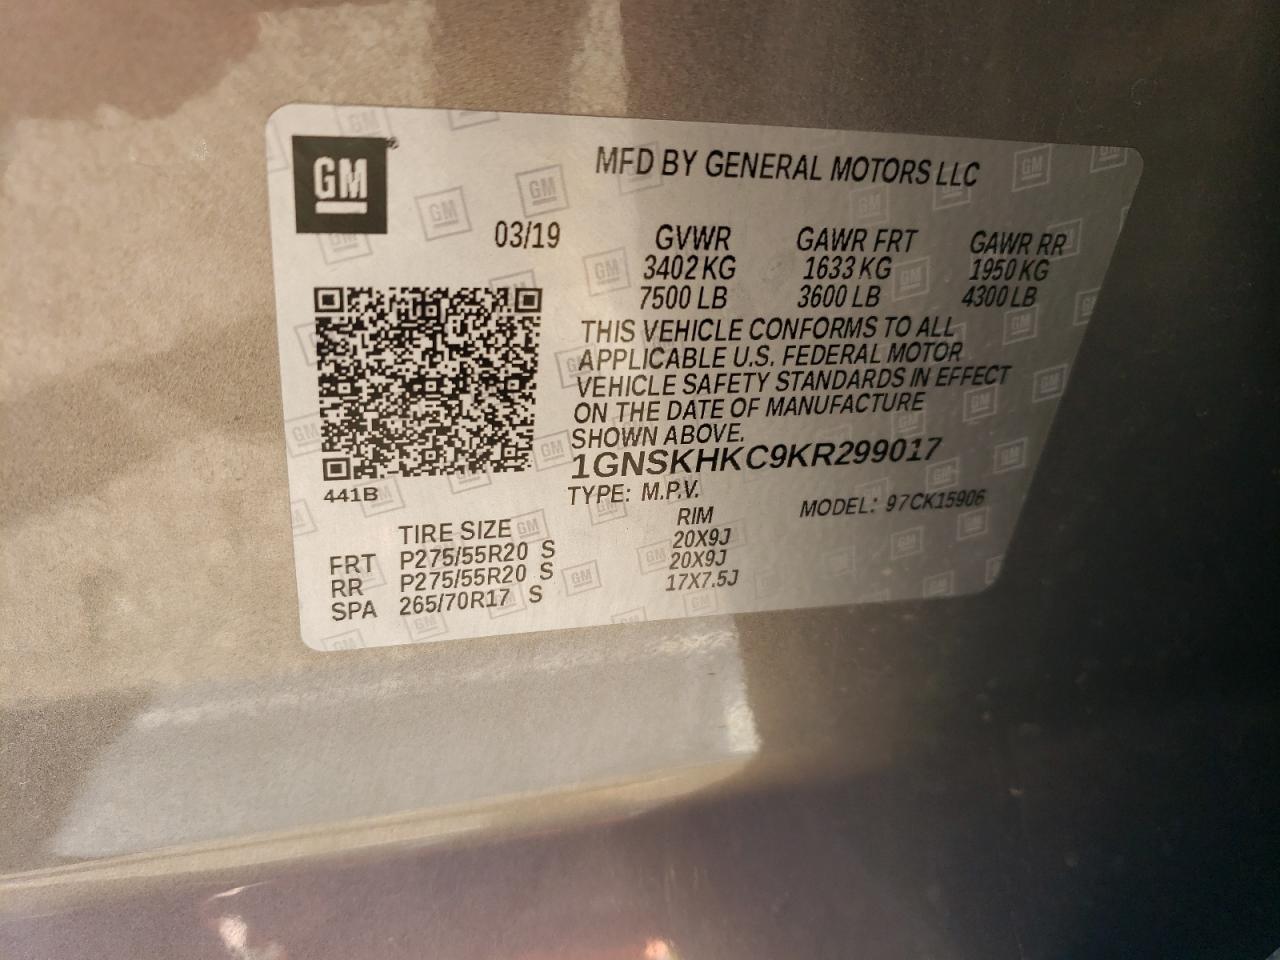 GM
MFD BY GENERAL MOTORS LLC
03/19 GVWR GAWR FRT GAWR RR
3402 KG 1633 KG 1950 KG
7500 LB 3600 LB 4300 LB
THIS VEHICLE CONFORMS TO ALL
APPLICABLE U.S. FEDERAL MOTOR
VEHICLE SAFETY STANDARDS IN EFFECT
ON THE DATE OF MANUFACTURE
SHOWN ABOVE.
1GNSKHKC9KR299017
441B
TYPE: M.P.V. MODEL: 97CK15906
TIRE SIZE RIM
FRT P275/55R20 S 20X9J
RR P275/55R20 S 20X9J
SPA 265/70R17 S 17X7.5J